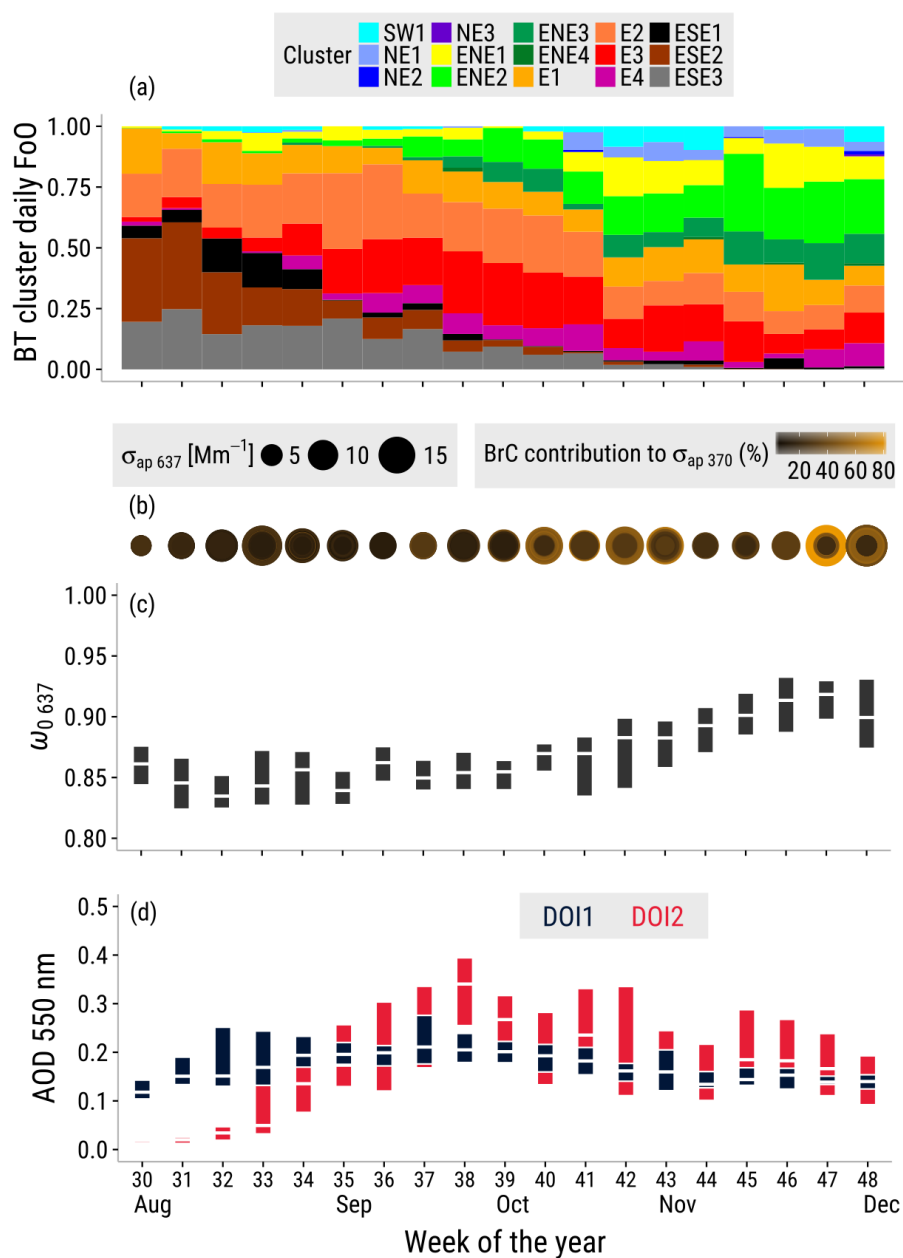 Cluster
SW1 NE3 ENE3 E2 ESE1
NE1 ENE1 ENE4 E3 ESE2
NE2 ENE2 E1 E4 ESE3
(a)
BT cluster daily FoO
1.00
0.75
0.50
0.25
0.00
σap 637 [Mm−1] 5 10 15
BrC contribution to σap 370 (%)
20 40 60 80
(b)
(c)
ω0 637
1.00
0.95
0.90
0.85
0.80
(d)
DOI1 DOI2
AOD 550 nm
0.5
0.4
0.3
0.2
0.1
0.0
30 31 32 33 34 35 36 37 38 39 40 41 42 43 44 45 46 47 48
Aug Sep Oct Nov Dec
Week of the year